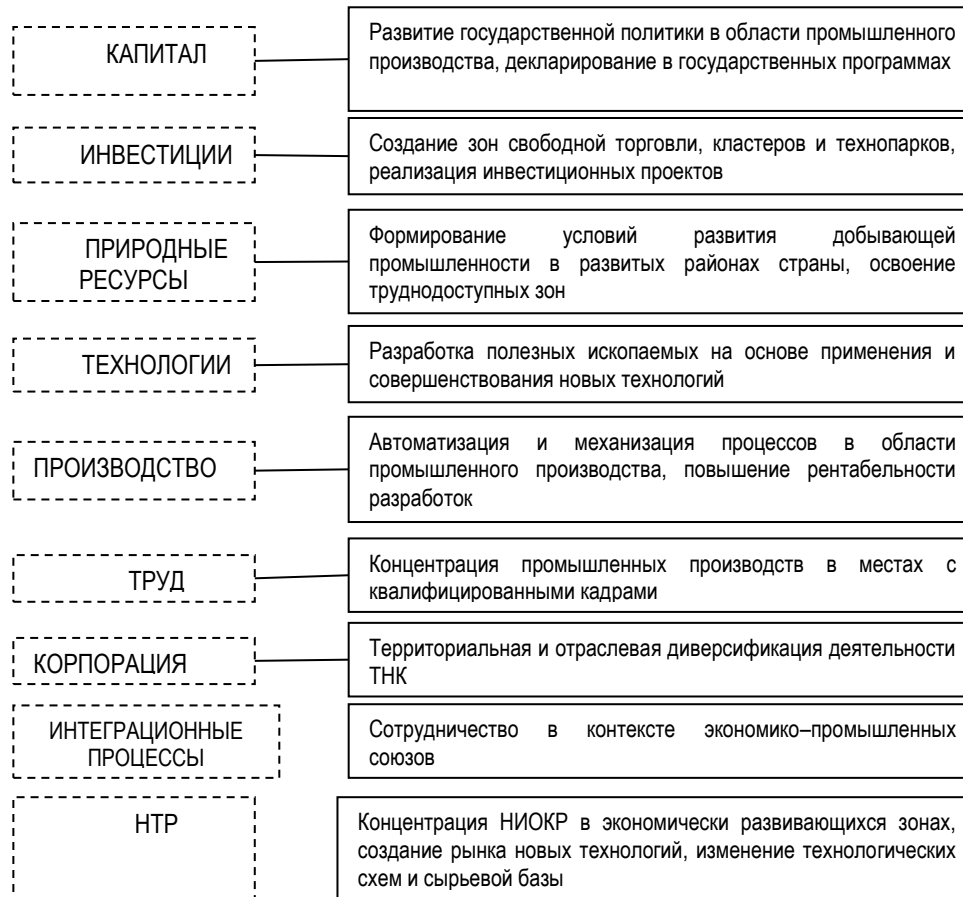 КАПИТАЛ
Развитие государственной политики в области промышленного
производства, декларирование в государственных программах
ИНВЕСТИЦИИ
Создание зон свободной торговли, кластеров и технопарков,
реализация инвестиционных проектов
ПРИРОДНЫЕ
РЕСУРСЫ
Формирование условий развития добывающей
промышленности в развитых районах страны, освоение
труднодоступных зон
ТЕХНОЛОГИИ
Разработка полезных ископаемых на основе применения и
совершенствования новых технологий
ПРОИЗВОДСТВО
Автоматизация и механизация процессов в области
промышленного производства, повышение рентабельности
разработок
ТРУД
Концентрация промышленных производств в местах с
квалифицированными кадрами
КОРПОРАЦИЯ
Территориальная и отраслевая диверсификация деятельности
ТНК
ИНТЕГРАЦИОННЫЕ
ПРОЦЕССЫ
Сотрудничество в контексте экономико–промышленных
союзов
НТР
Концентрация НИОКР в экономически развивающихся зонах,
создание рынка новых технологий, изменение технологических
схем и сырьевой базы